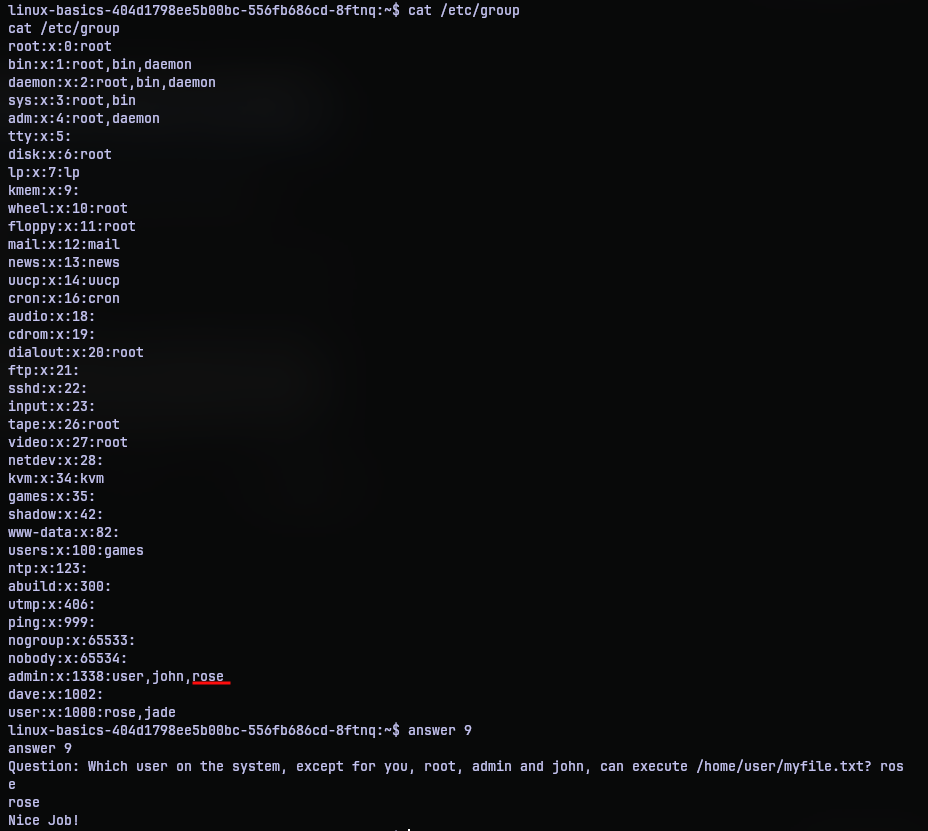 linux-basics-404d1798ee5b00bc-556fb686cd-8ftnq:~$ cat /etc/group
cat /etc/group
root:x:0:root
bin:x:1:root,bin,daemon
daemon:x:2:root,bin,daemon
sys:x:3:root,bin
adm:x:4:root,daemon
tty:x:5:
disk:x:6:root
lp:x:7:lp
kmem:x:9:
wheel:x:10:root
floppy:x:11:root
mail:x:12:mail
news:x:13:news
uucp:x:14:uucp
cron:x:16:cron
audio:x:18:
cdrom:x:19:
dialout:x:20:root
ftp:x:21:
sshd:x:22:
input:x:23:
tape:x:26:root
video:x:27:root
netdev:x:28:
kvm:x:34:kvm
games:x:35:
shadow:x:42:
www-data:x:82:
users:x:100:games
ntp:x:123:
abuild:x:300:
utmp:x:406:
ping:x:999:
nogroup:x:65533:
nobody:x:65534:
admin:x:1338:user,john,rose
dave:x:1002:
user:x:1000:rose,jade
linux-basics-404d1798ee5b00bc-556fb686cd-8ftnq:~$ answer 9
answer 9
Question: Which user on the system, except for you, root, admin and john, can execute /home/user/myfile.txt? ros
e
rose
Nice Job!